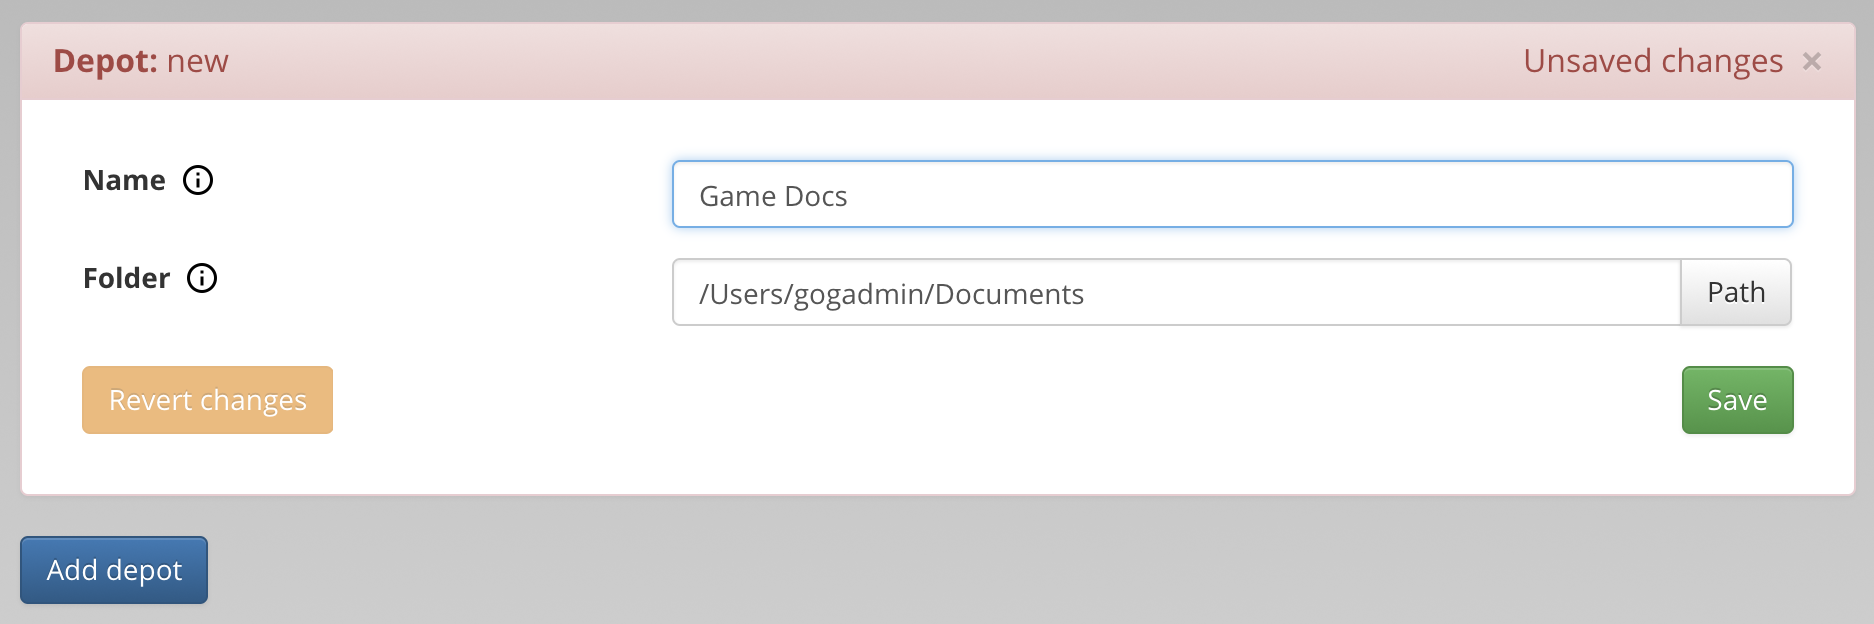 Depot: new Unsaved changes ×
Name
Game Docs
Folder
/Users/gogadmin/Documents Path
Revert changes Save
Add depot